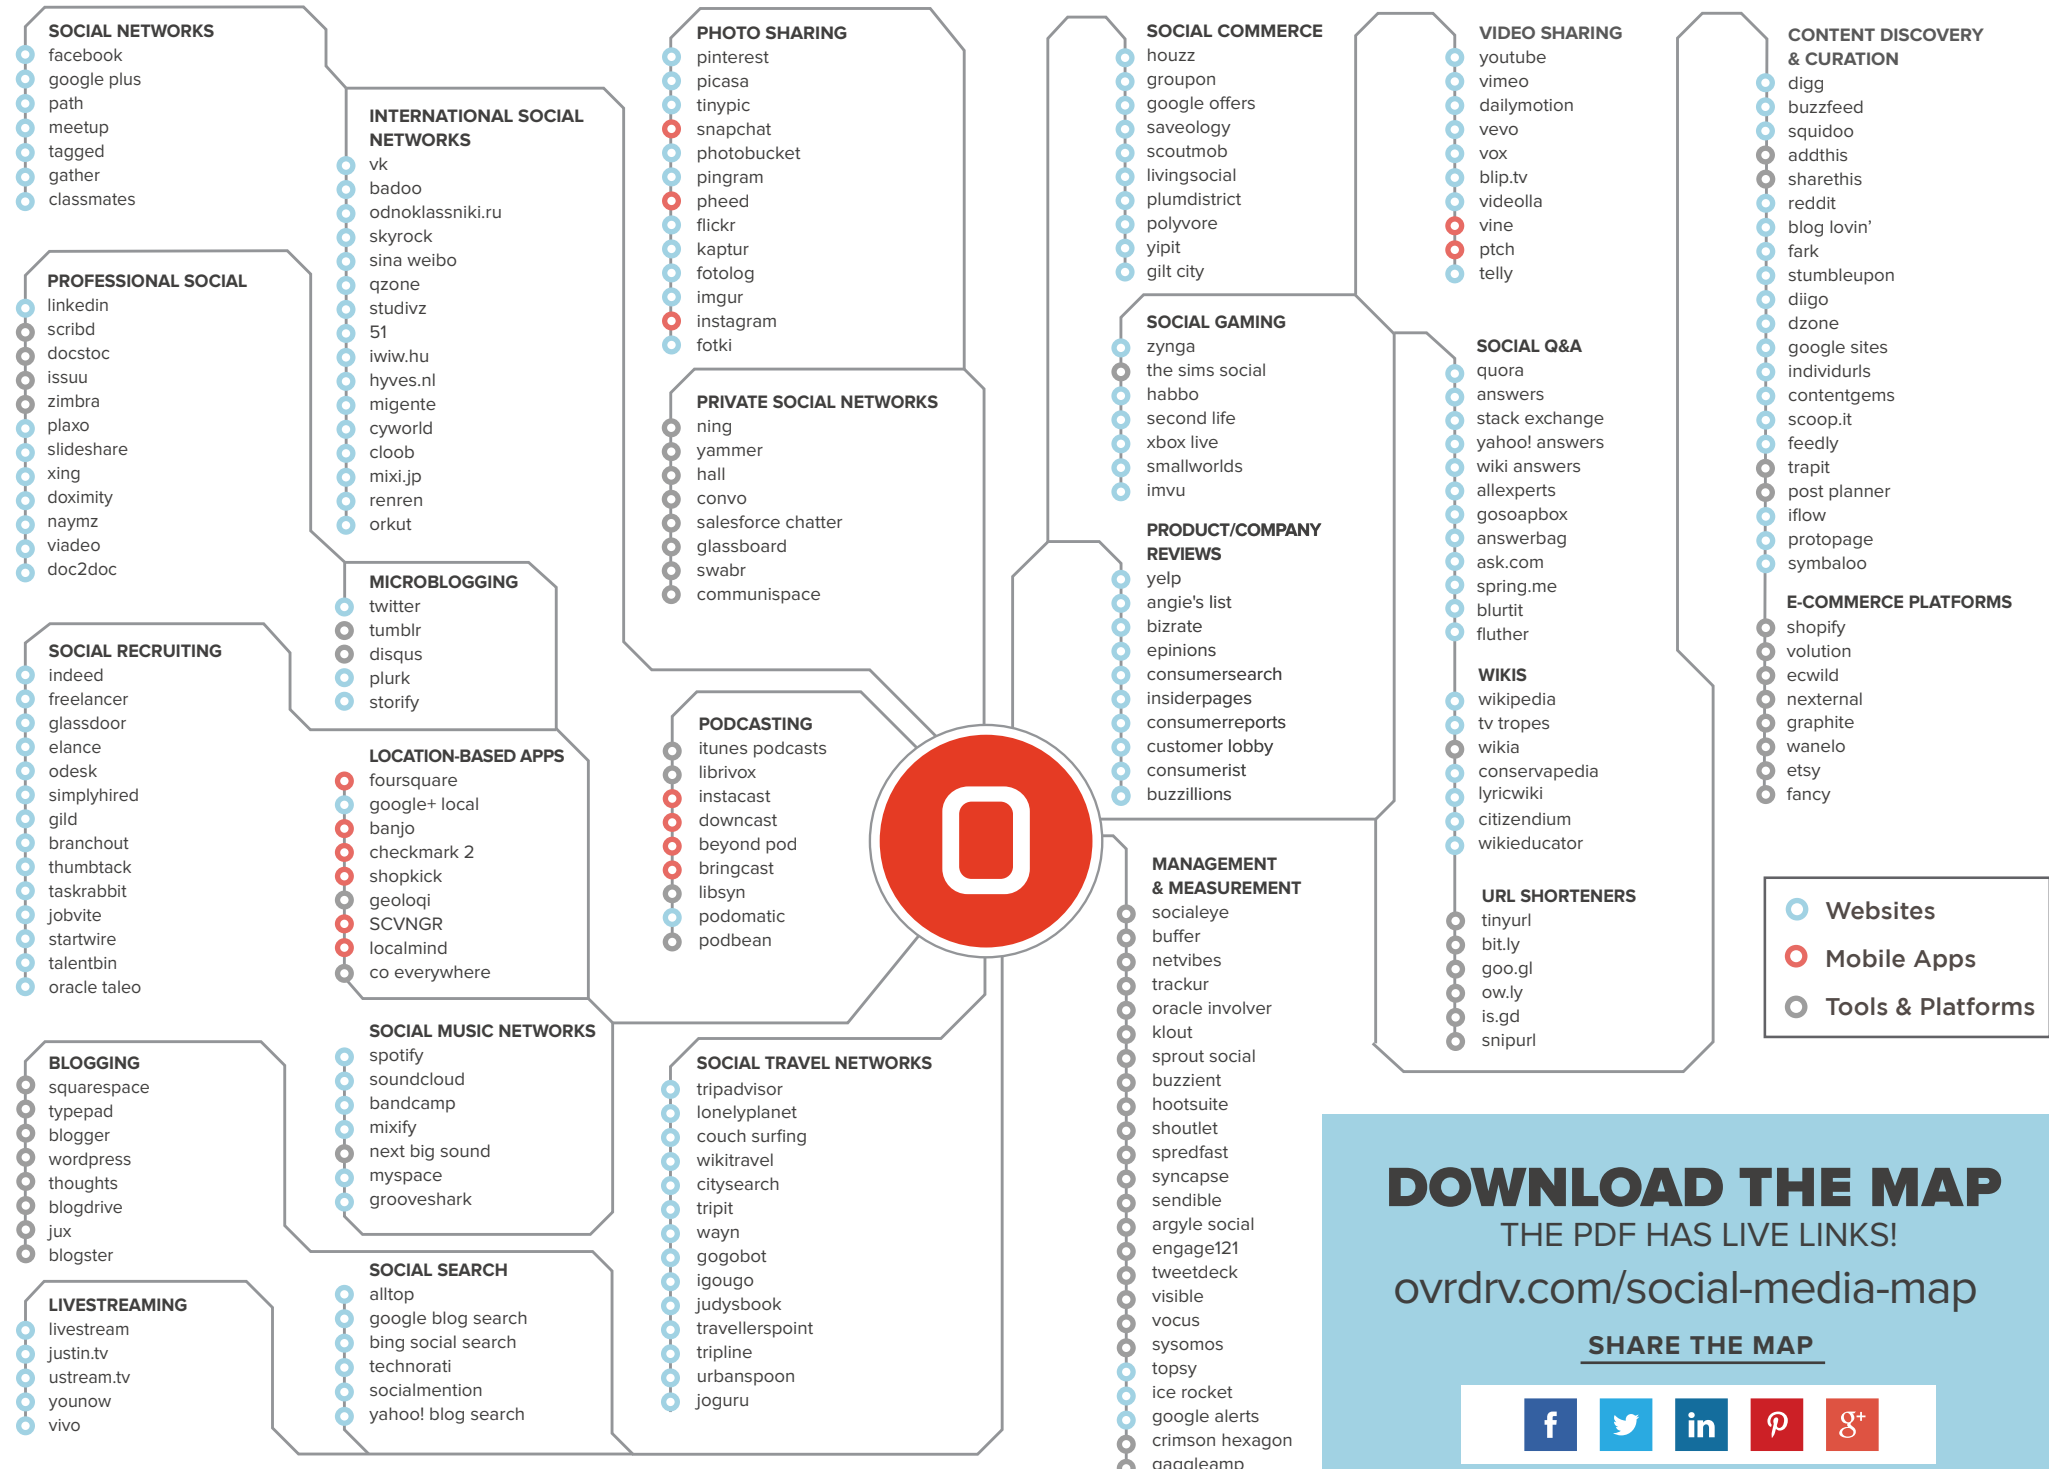 SOCIAL NETWORKS
facebook
google plus
path
meetup
tagged
gather
classmates
PROFESSIONAL SOCIAL
linkedin
scribd
docstoc
issuu
zimbra
plaxo
slideshare
xing
doximity
naymz
viadeo
doc2doc
SOCIAL RECRUITING
indeed
freelancer
glassdoor
elance
odesk
simplyhired
gild
branchout
thumbtack
taskrabbit
jobvite
startwire
talentbin
oracle taleo
BLOGGING
squarespace
typepad
blogger
wordpress
thoughts
blogdrive
jux
blogster
LIVESTREAMING
livestream
justin.tv
ustream.tv
younow
vivo
INTERNATIONAL SOCIAL
NETWORKS
vk
badoo
odnoklassniki.ru
skyrock
sina weibo
qzone
studivz
51
iwiw.hu
hyves.nl
migente
cyworld
cloob
mixi.jp
renren
orkut
MICROBLOGGING
twitter
tumblr
disqus
plurk
storify
LOCATION-BASED APPS
foursquare
google+ local
banjo
checkmark 2
shopkick
geoloqi
SCVNGR
localmind
co everywhere
SOCIAL MUSIC NETWORKS
spotify
soundcloud
bandcamp
mixify
next big sound
myspace
grooveshark
SOCIAL SEARCH
alltop
google blog search
bing social search
technorati
socialmention
yahoo! blog search
PHOTO SHARING
pinterest
picasa
tinypic
snapchat
photobucket
pingram
pheed
flickr
kaptur
fotolog
imgur
instagram
fotki
PRIVATE SOCIAL NETWORKS
ning
yammer
hall
convo
salesforce chatter
glassboard
swabr
communispace
PODCASTING
itunes podcasts
librivox
instacast
downcast
beyond pod
bringcast
libsyn
podomatic
podbean
SOCIAL TRAVEL NETWORKS
tripadvisor
lonelyplanet
couch surfing
wikitravel
citysearch
tripit
wayn
gogobot
igougo
judysbook
travellerspoint
tripline
urbanspoon
joguru
O
SOCIAL COMMERCE
houzz
groupon
google offers
saveology
scoutmob
livingsocial
plumdistrict
polyvore
yipit
gilt city
SOCIAL GAMING
zynga
the sims social
habbo
second life
xbox live
smallworlds
imvu
PRODUCT/COMPANY
REVIEWS
yelp
angie's list
bizrate
epinions
consumersearch
insiderpages
consumerreports
customer lobby
consumerist
buzzillions
MANAGEMENT
& MEASUREMENT
socialeye
buffer
netvibes
trackur
oracle involver
klout
sprout social
buzzient
hootsuite
shoutlet
spredfast
syncapse
sendible
argyle social
engage121
tweetdeck
visible
vocus
sysomos
topsy
ice rocket
google alerts
crimson hexagon
gaggleamp
VIDEO SHARING
youtube
vimeo
dailymotion
vevo
vox
blip.tv
videolla
vine
ptch
telly
SOCIAL Q&A
quora
answers
stack exchange
yahoo! answers
wiki answers
allexperts
gosoapbox
answerbag
ask.com
spring.me
blurtit
fluther
WIKIS
wikipedia
tv tropes
wikia
conservapedia
lyricwiki
citizendium
wikieducator
URL SHORTENERS
tinyurl
bit.ly
goo.gl
ow.ly
is.gd
snipurl
CONTENT DISCOVERY
& CURATION
digg
buzzfeed
squidoo
addthis
sharethis
reddit
blog lovin'
fark
stumbleupon
diigo
dzone
google sites
individurls
contentgems
scoop.it
feedly
trapit
post planner
iflow
protopage
symbaloo
E-COMMERCE PLATFORMS
shopify
volution
ecwild
nexternal
graphite
wanelo
etsy
fancy
Websites
Mobile Apps
Tools & Platforms
DOWNLOAD THE MAP
THE PDF HAS LIVE LINKS!
ovrdrv.com/social-media-map
SHARE THE MAP
f in g+